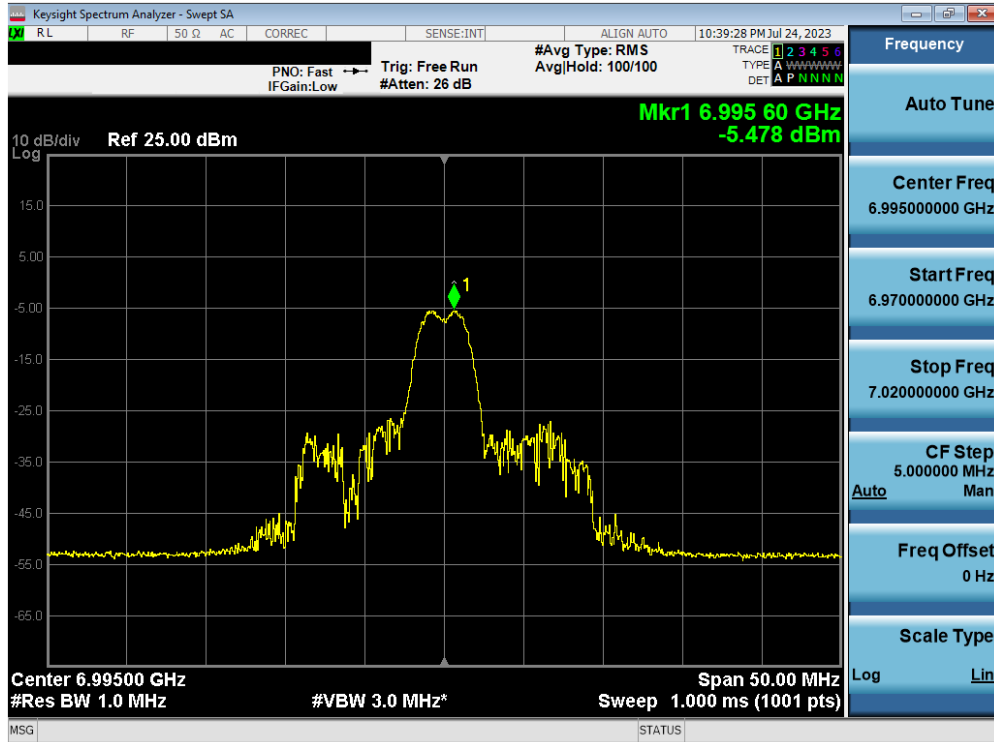 Keysight Spectrum Analyzer - Swept SA
LXI RL RF 50 Ω AC CORREC SENSE:INT ALIGN AUTO 10:39:28 PM Jul 24, 2023
#Avg Type: RMS TRACE 1 2 3 4 5 6
PNO: Fast Trig: Free Run Avg|Hold: 100/100 TYPE A WWWWW
IFGain:Low #Atten: 26 dB DET A P N N N N
Mkr1 6.995 60 GHz
10 dB/div Ref 25.00 dBm -5.478 dBm
Log
15.0
5.00
1
-5.00
-15.0
-25.0
-35.0
-45.0
-55.0
-65.0
Center 6.99500 GHz Span 50.00 MHz
#Res BW 1.0 MHz #VBW 3.0 MHz* Sweep 1.000 ms (1001 pts)
MSG STATUS
Frequency
Auto Tune
Center Freq
6.995000000 GHz
Start Freq
6.970000000 GHz
Stop Freq
7.020000000 GHz
CF Step
5.000000 MHz
Auto Man
Freq Offset
0 Hz
Scale Type
Log Lin